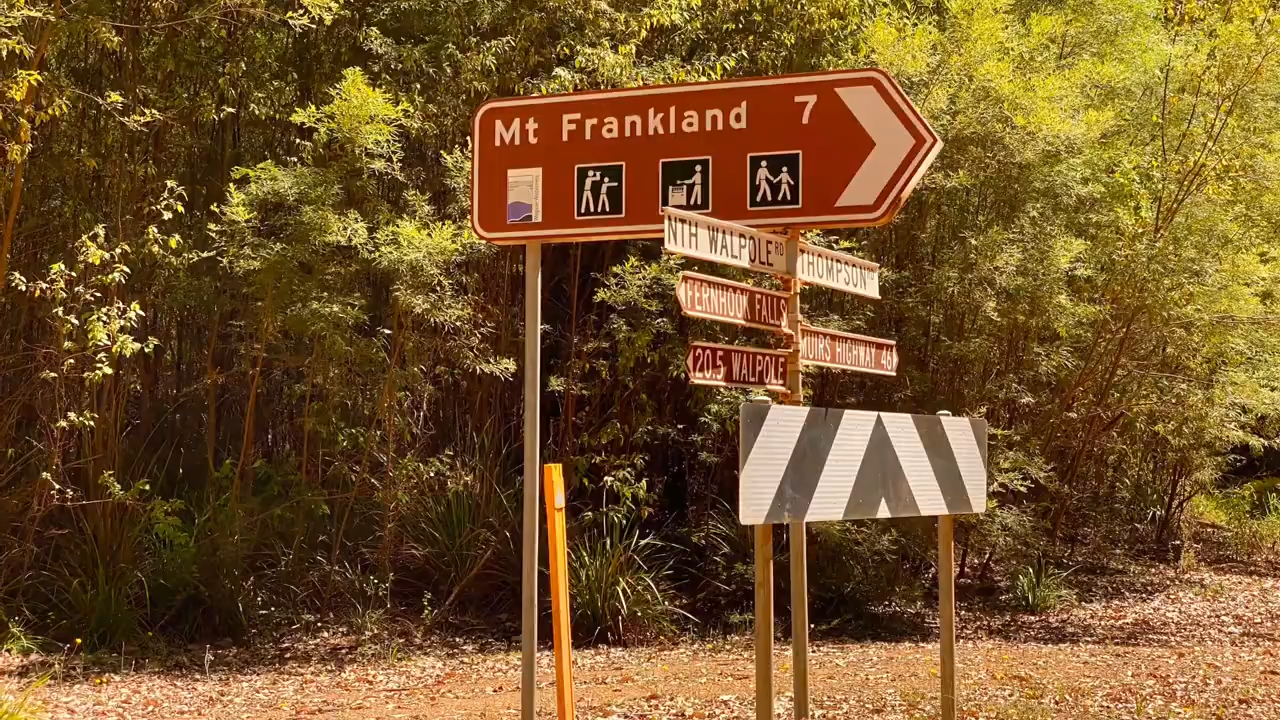 Mt Frankland 7
NTH WALPOLE RD
THOMPSON
FERNHOOK FALLS
MUIRS HIGHWAY 46
20.5 WALPOLE